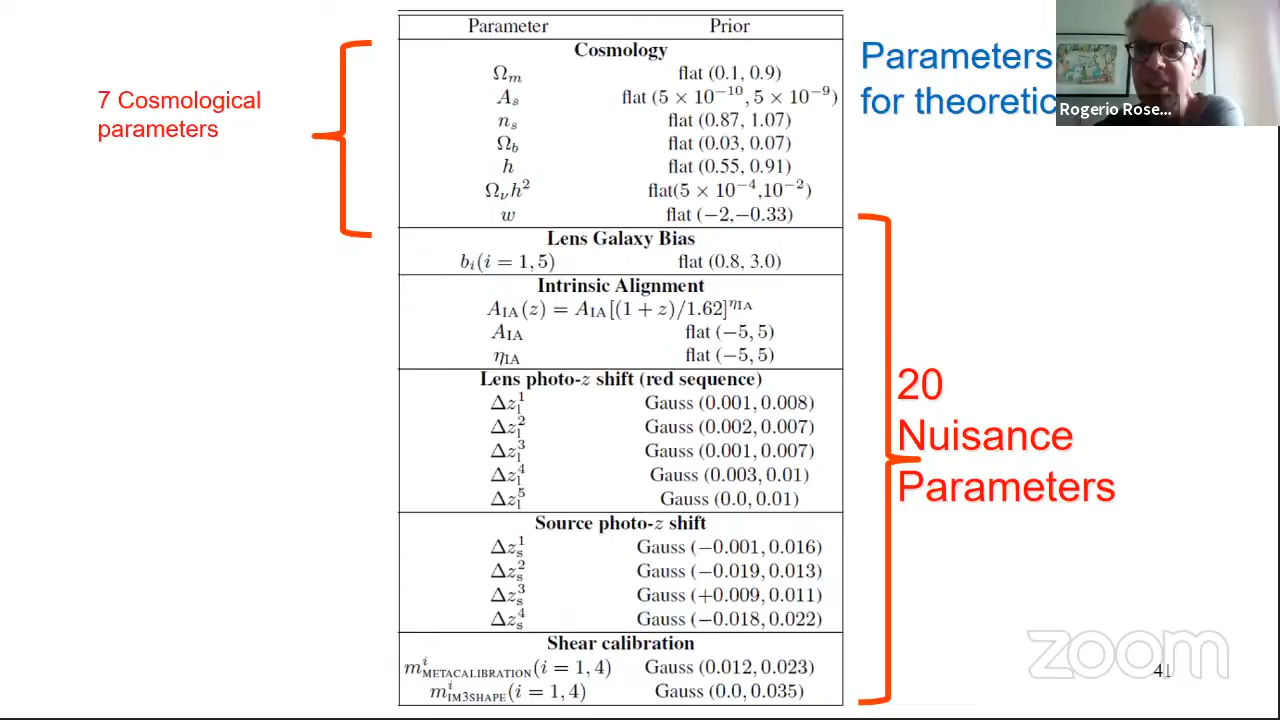 7 Cosmological
parameters
Parameter Prior
Cosmology
Ωm flat (0.1, 0.9)
As flat (5 × 10⁻¹⁰, 5 × 10⁻⁹)
ns flat (0.87, 1.07)
Ωb flat (0.03, 0.07)
h flat (0.55, 0.91)
Ωνh² flat(5 × 10⁻⁴,10⁻²)
w flat (−2,−0.33)
Lens Galaxy Bias
bi(i = 1, 5) flat (0.8, 3.0)
Intrinsic Alignment
AIA(z) = AIA[(1 + z)/1.62]^ηIA
AIA flat (−5, 5)
ηIA flat (−5, 5)
Lens photo-z shift (red sequence)
Δz¹l Gauss (0.001, 0.008)
Δz²l Gauss (0.002, 0.007)
Δz³l Gauss (0.001, 0.007)
Δz⁴l Gauss (0.003, 0.01)
Δz⁵l Gauss (0.0, 0.01)
Source photo-z shift
Δz¹s Gauss (−0.001, 0.016)
Δz²s Gauss (−0.019, 0.013)
Δz³s Gauss (+0.009, 0.011)
Δz⁴s Gauss (−0.018, 0.022)
Shear calibration
mⁱMETACALIBRATION(i = 1, 4) Gauss (0.012, 0.023)
mⁱIM3SHAPE(i = 1, 4) Gauss (0.0, 0.035)
Parameters
for theoretic
Rogerio Rose...
20
Nuisance
Parameters
zoom
41